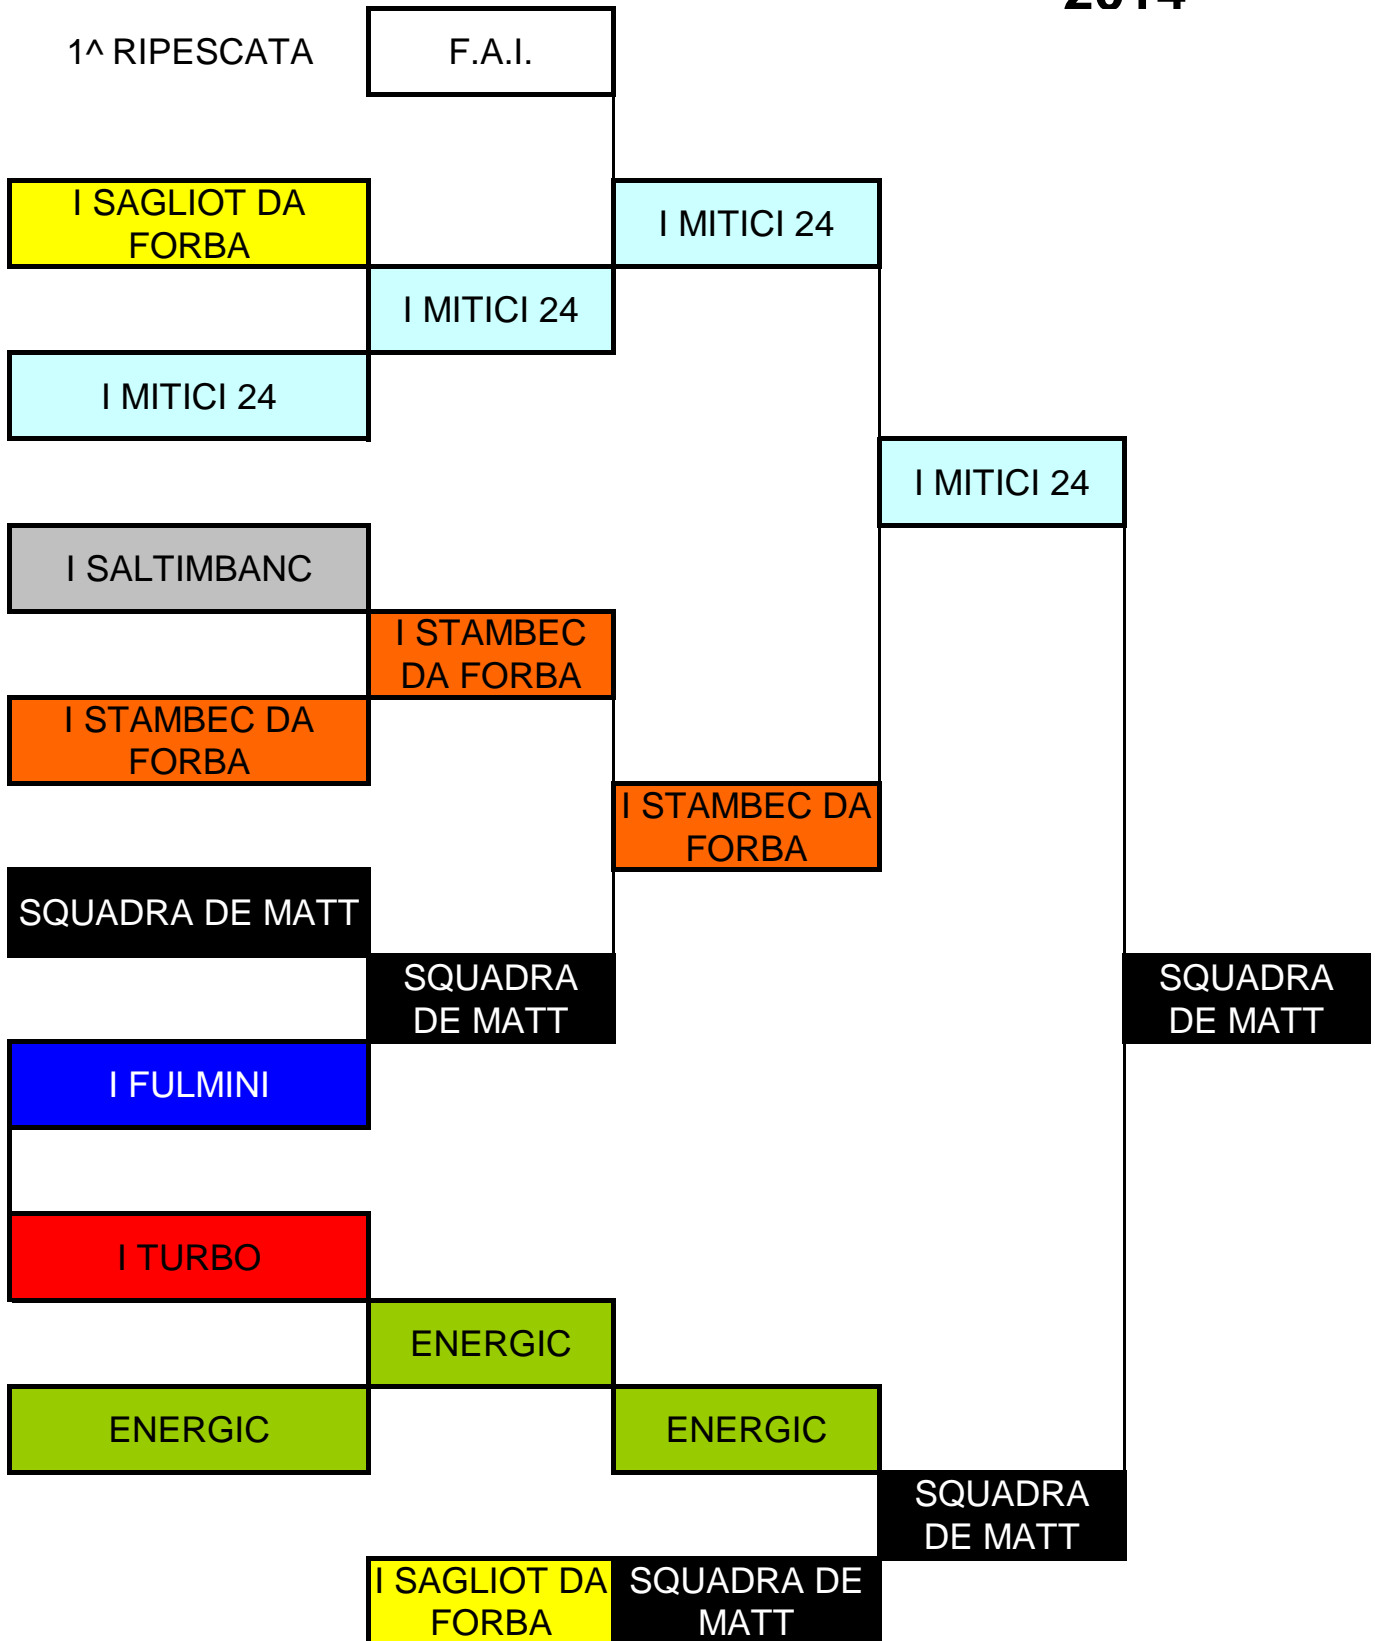 2014
1^ RIPESCATA
F.A.I.
I SAGLIOT DA
FORBA
I MITICI 24
I MITICI 24
I MITICI 24
I MITICI 24
I SALTIMBANC
I STAMBEC
DA FORBA
I STAMBEC DA
FORBA
I STAMBEC DA
FORBA
SQUADRA DE MATT
SQUADRA
DE MATT
SQUADRA
DE MATT
I FULMINI
I TURBO
ENERGIC
ENERGIC
ENERGIC
SQUADRA
DE MATT
I SAGLIOT DA
FORBA
SQUADRA DE
MATT